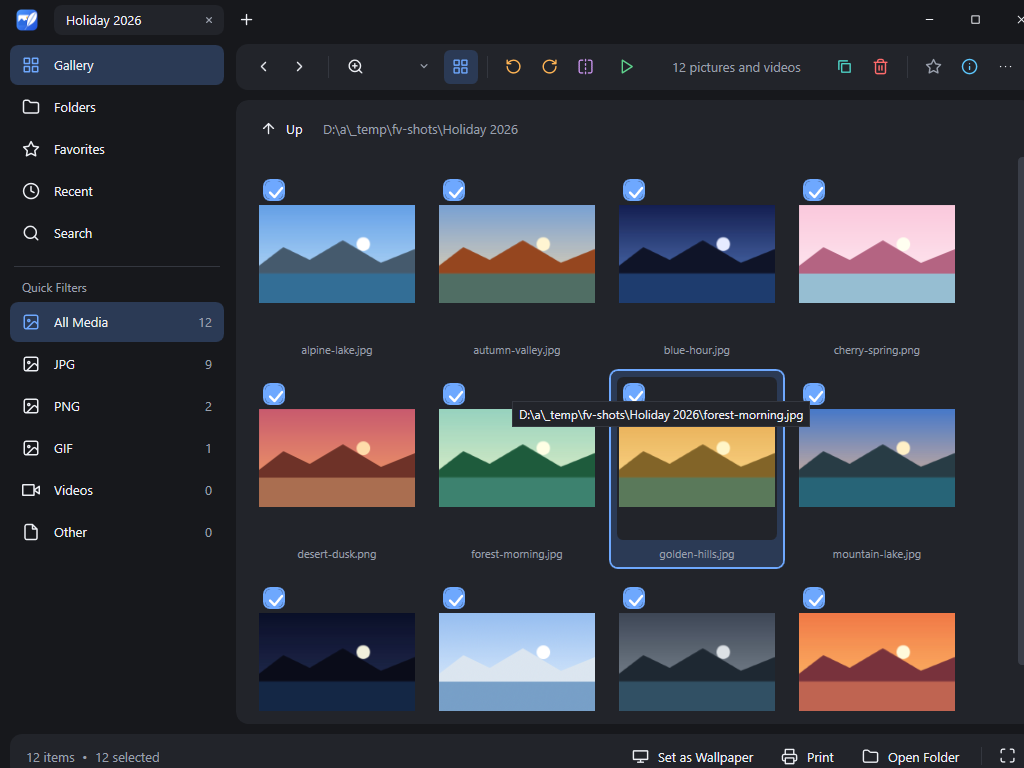 Holiday 2026
Gallery
Folders
Favorites
Recent
Search
Quick Filters
All Media 12
JPG 9
PNG 2
GIF 1
Videos 0
Other 0
12 pictures and videos
Up D:\a\_temp\fv-shots\Holiday 2026
alpine-lake.jpg autumn-valley.jpg blue-hour.jpg cherry-spring.png
D:\a\_temp\fv-shots\Holiday 2026\forest-morning.jpg
desert-dusk.png forest-morning.jpg golden-hills.jpg mountain-lake.jpg
12 items • 12 selected
Set as Wallpaper Print Open Folder